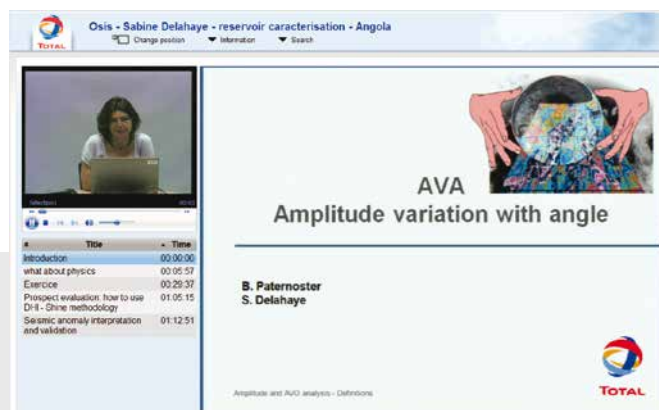 Osis - Sabine Delahaye - reservoir caracterisation - Angola
Change position Information Search
TOTAL
Title Time
Introduction 00:00:00
what about physics 00:05:57
Exercice 00:29:37
Prospect evaluation: how to use 01:05:15
DHI - Shine methodology
Seismic anomaly interpretation 01:12:51
and validation
AVA
Amplitude variation with angle
B. Paternoster
S. Delahaye
Amplitude and AVO analysis - Definitions
TOTAL